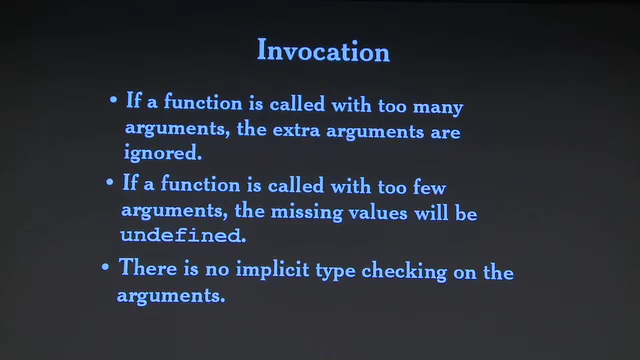 Invocation
• If a function is called with too many
arguments, the extra arguments are
ignored.
• If a function is called with too few
arguments, the missing values will be
undefined.
• There is no implicit type checking on the
arguments.